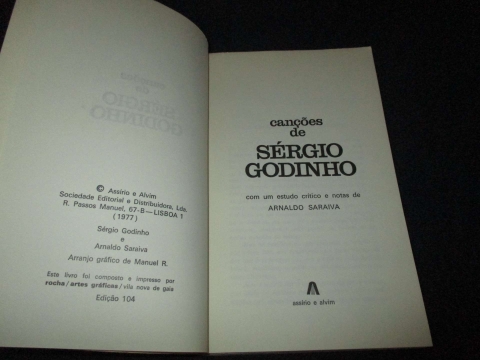 © Assírio e Alvim
Sociedade Editorial e Distribuidora, Lda.
R. Passos Manuel, 67-B — LISBOA 1
(1977)
Sérgio Godinho
e
Arnaldo Saraiva
Arranjo gráfico de Manuel R.
Este livro foi composto e impresso por
rocha/artes gráficas/vila nova de gaia
Edição 104
canções
de
SÉRGIO
GODINHO
com um estudo crítico e notas de
ARNALDO SARAIVA
assírio e alvim